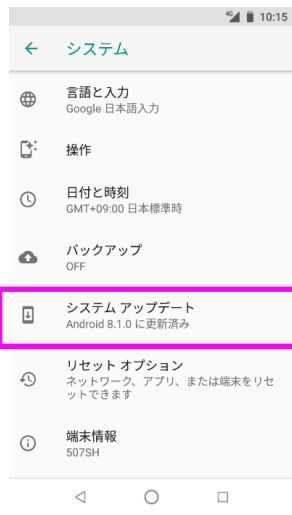 4G 10:15
システム
言語と入力
Google 日本語入力
操作
日付と時刻
GMT+09:00 日本標準時
バックアップ
OFF
システム アップデート
Android 8.1.0 に更新済み
リセット オプション
ネットワーク、アプリ、または端末をリセ
ットできます
端末情報
507SH